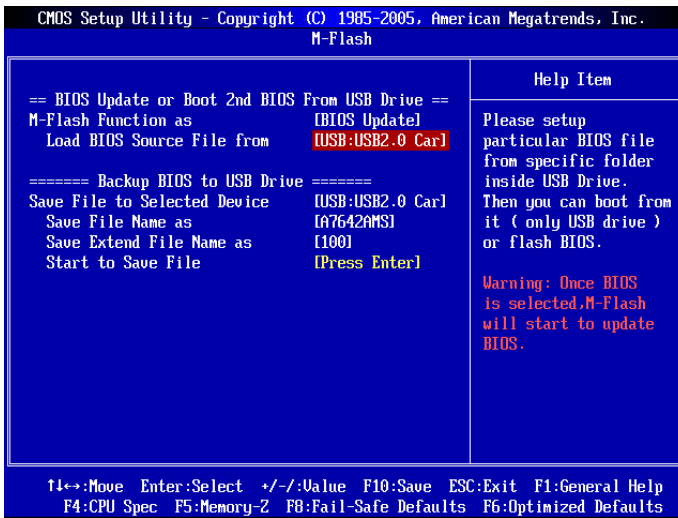 CMOS Setup Utility - Copyright (C) 1985-2005, American Megatrends, Inc.
M-Flash
== BIOS Update or Boot 2nd BIOS From USB Drive ==
M-Flash Function as [BIOS Update]
Load BIOS Source File from [USB:USB2.0 Car]
======= Backup BIOS to USB Drive =======
Save File to Selected Device [USB:USB2.0 Car]
Save File Name as [A7642AMS]
Save Extend File Name as [100]
Start to Save File [Press Enter]
Help Item
Please setup
particular BIOS file
from specific folder
inside USB Drive.
Then you can boot from
it ( only USB drive )
or flash BIOS.
Warning: Once BIOS
is selected,M-Flash
will start to update
BIOS.
↑↓←→:Move Enter:Select +/-/:Value F10:Save ESC:Exit F1:General Help
F4:CPU Spec F5:Memory-Z F8:Fail-Safe Defaults F6:Optimized Defaults